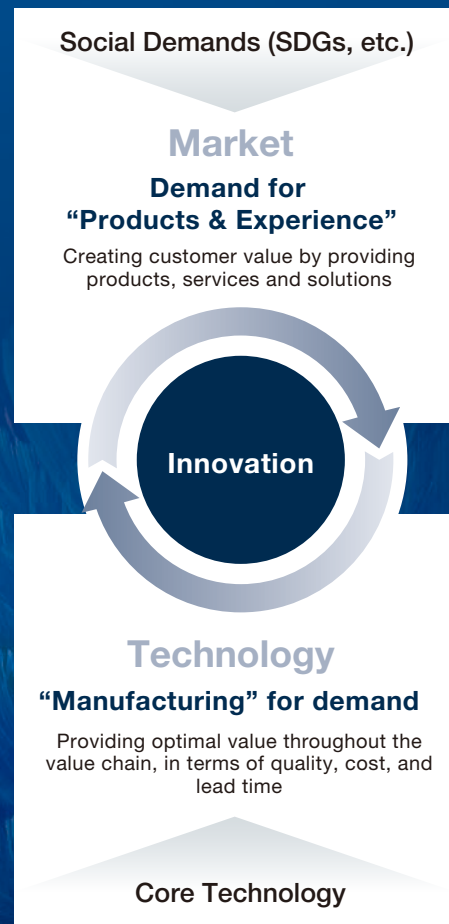 Social Demands (SDGs, etc.)
Market
Demand for
“Products & Experience”
Creating customer value by providing
products, services and solutions
Innovation
Technology
“Manufacturing” for demand
Providing optimal value throughout the
value chain, in terms of quality, cost, and
lead time
Core Technology